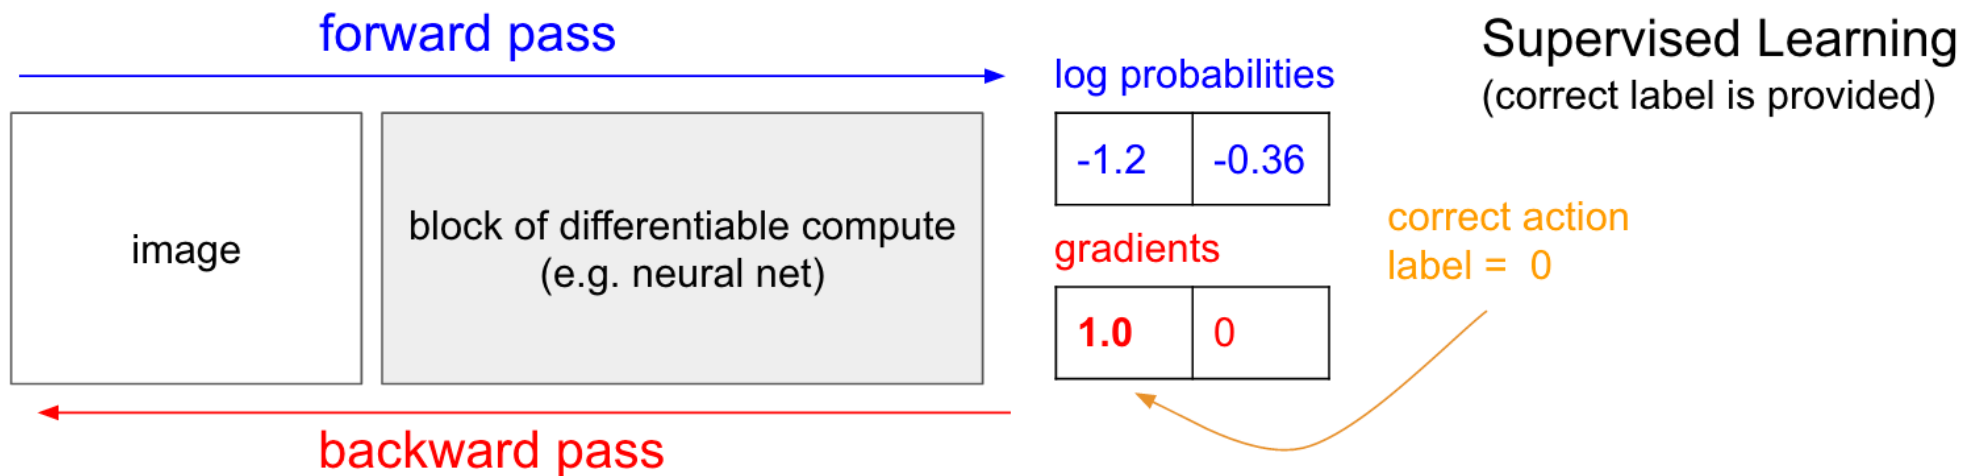 forward pass
Supervised Learning
(correct label is provided)
log probabilities
-1.2 -0.36
image
block of differentiable compute
(e.g. neural net)
gradients
1.0 0
correct action
label = 0
backward pass